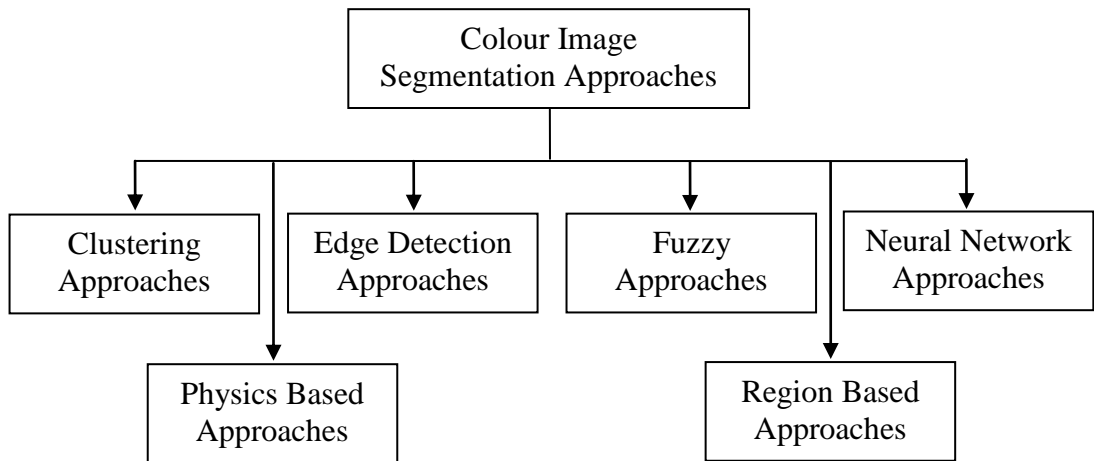 Colour Image
Segmentation Approaches
Clustering
Approaches
Edge Detection
Approaches
Fuzzy
Approaches
Neural Network
Approaches
Physics Based
Approaches
Region Based
Approaches